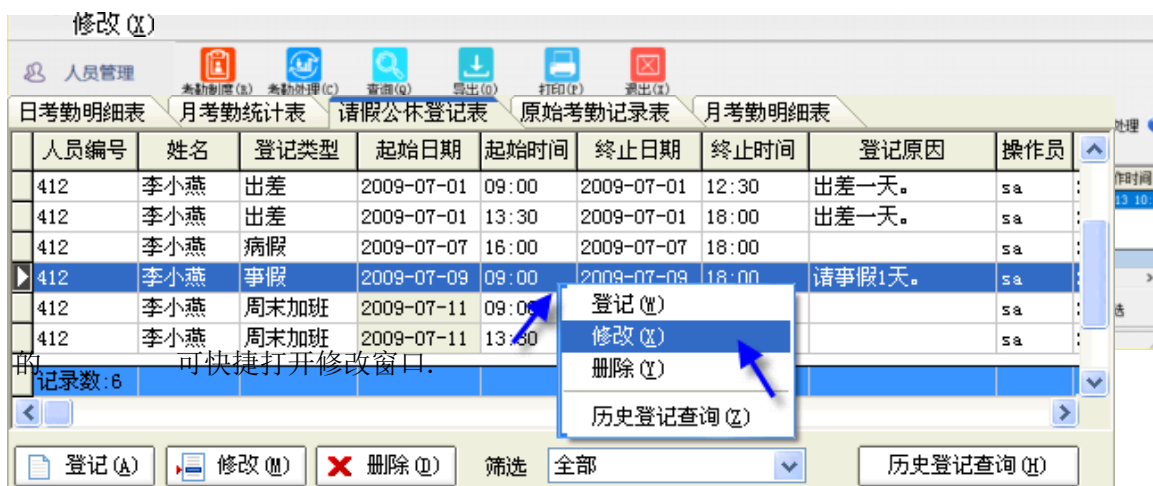 修改(X)
人员管理
考勤制度(B) 考勤处理(C) 查询(Q) 导出(O) 打印(P) 退出(X)
日考勤明细表 月考勤统计表 请假公休登记表 原始考勤记录表 月考勤明细表
处理
人员编号 姓名 登记类型 起始日期 起始时间 终止日期 终止时间 登记原因 操作员
作时间
412 李小燕 出差 2009-07-01 09:00 2009-07-01 12:30 出差一天。 sa
13 10:
412 李小燕 出差 2009-07-01 13:30 2009-07-01 18:00 出差一天。 sa
412 李小燕 病假 2009-07-07 16:00 2009-07-07 18:00 sa
412 李小燕 事假 2009-07-09 09:00 2009-07-09 18:00 请事假1天。 sa
412 李小燕 周末加班 2009-07-11 09:00 sa
选
412 李小燕 周末加班 2009-07-11 13:30 sa
登记(W)
修改(X)
删除(Y)
历史登记查询(Z)
的 可快捷打开修改窗口.
记录数:6
登记(A) 修改(M) 删除(D) 筛选 全部 历史登记查询(H)